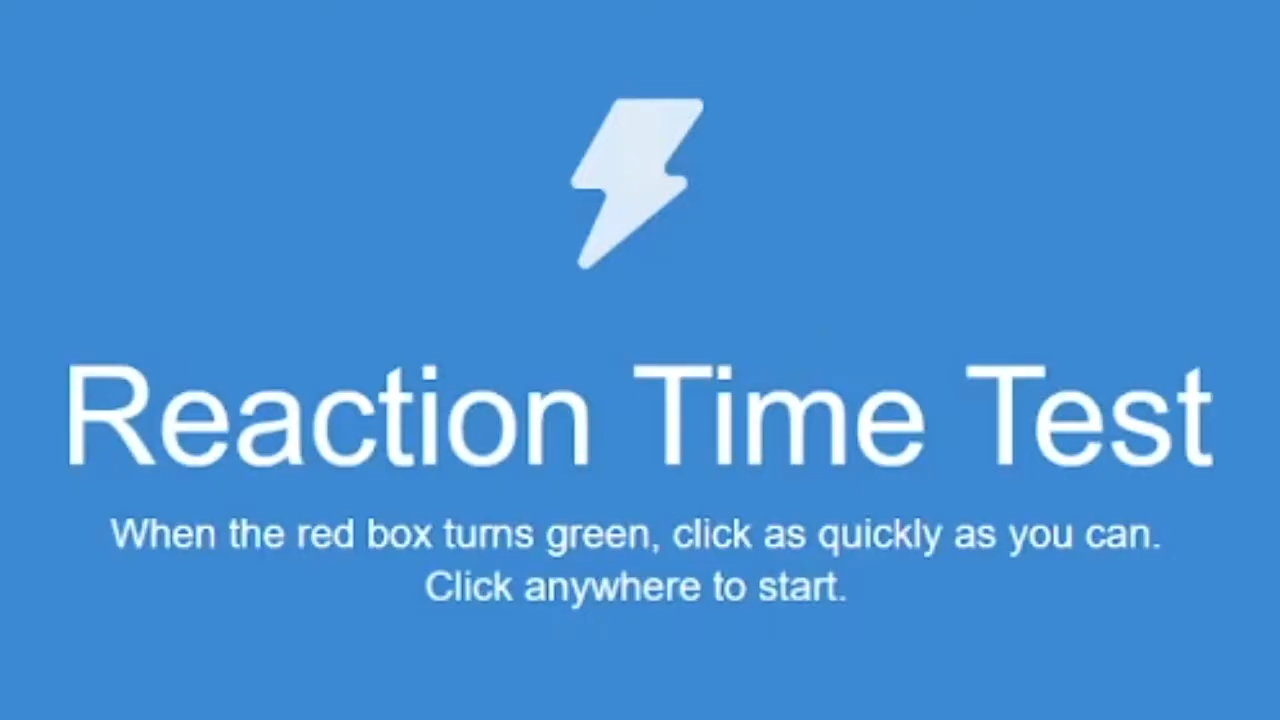 Reaction Time Test
When the red box turns green, click as quickly as you can.
Click anywhere to start.